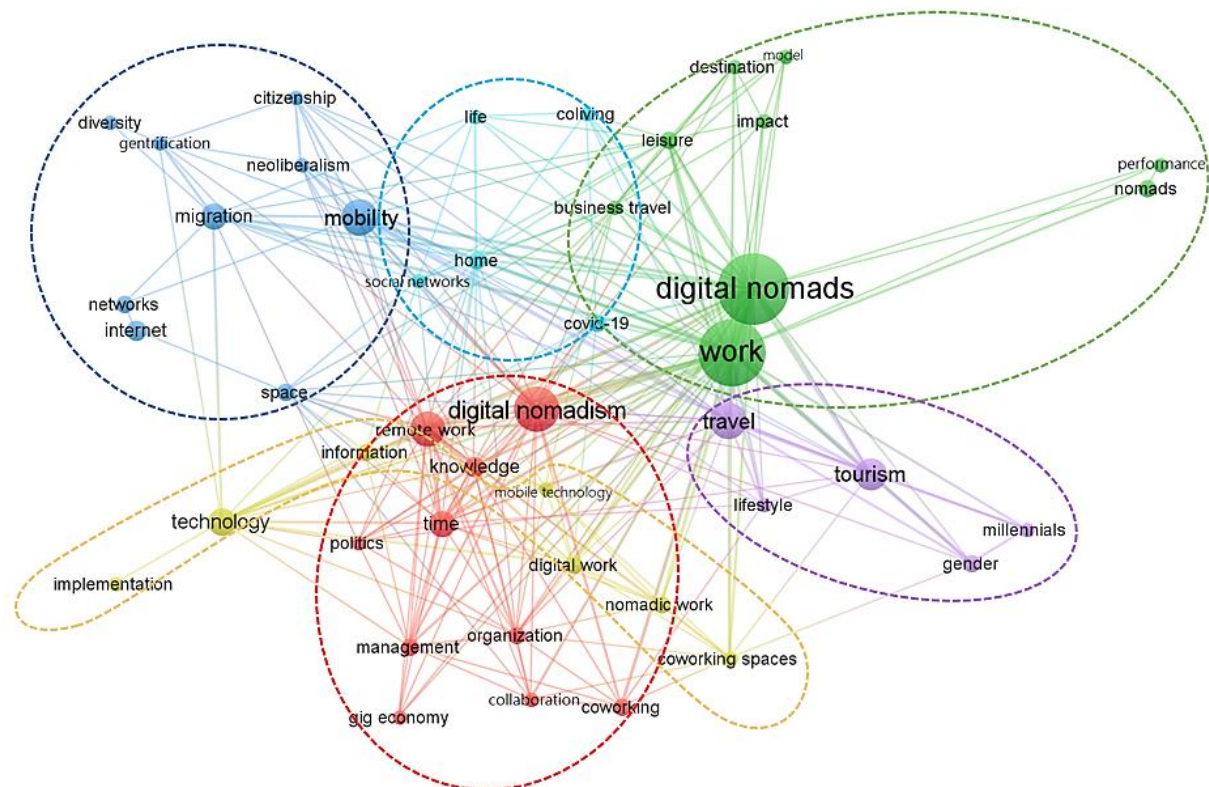 model
destination
citizenship
life
coliving
diversity
impact
gentrification
leisure
neoliberalism
performance
nomads
migration
mobility
business travel
home
social networks
digital nomads
networks
internet
covid-19
work
space
digital nomadism
travel
remote work
information
knowledge
tourism
mobile technology
lifestyle
technology
time
millennials
politics
digital work
gender
implementation
nomadic work
organization
management
coworking spaces
collaboration
coworking
gig economy